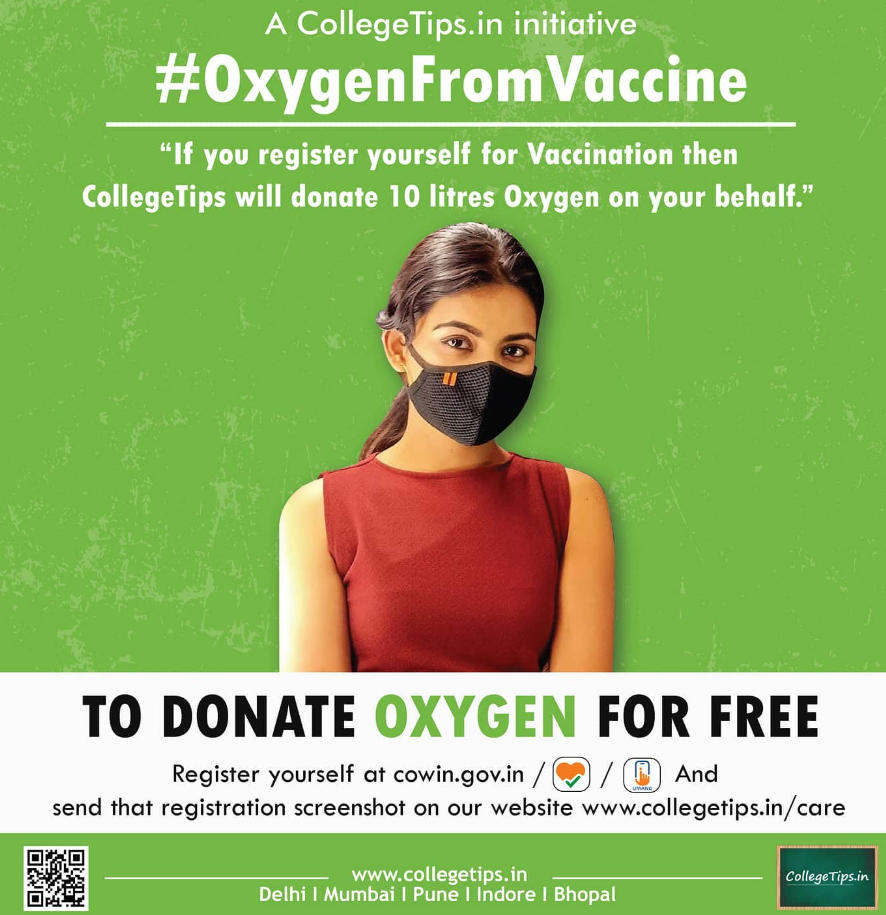 A CollegeTips.in initiative
#OxygenFromVaccine
“If you register yourself for Vaccination then
CollegeTips will donate 10 litres Oxygen on your behalf.”
TO DONATE OXYGEN FOR FREE
Register yourself at cowin.gov.in / / UMANG And
send that registration screenshot on our website www.collegetips.in/care
www.collegetips.in
Delhi I Mumbai I Pune I Indore I Bhopal
CollegeTips.in